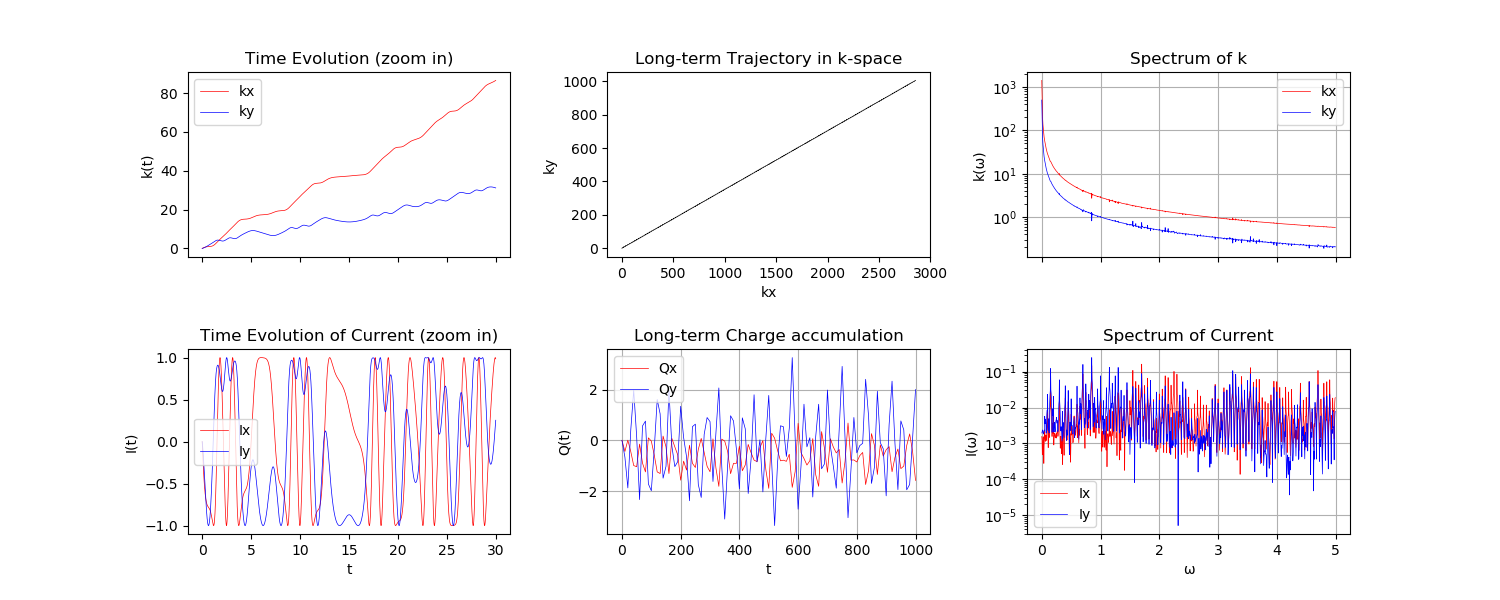 Time Evolution (zoom in)
kx
ky
80
60
40
20
0
k(t)
Long-term Trajectory in k-space
1000
800
600
400
200
0
ky
0 500 1000 1500 2000 2500 3000
kx
Spectrum of k
kx
ky
10³
10²
10¹
10⁰
k(ω)
Time Evolution of Current (zoom in)
Ix
Iy
1.0
0.5
0.0
−0.5
−1.0
I(t)
0 5 10 15 20 25 30
t
Long-term Charge accumulation
Qx
Qy
2
0
−2
Q(t)
0 200 400 600 800 1000
t
Spectrum of Current
Ix
Iy
10⁻¹
10⁻²
10⁻³
10⁻⁴
10⁻⁵
I(ω)
0 1 2 3 4 5
ω